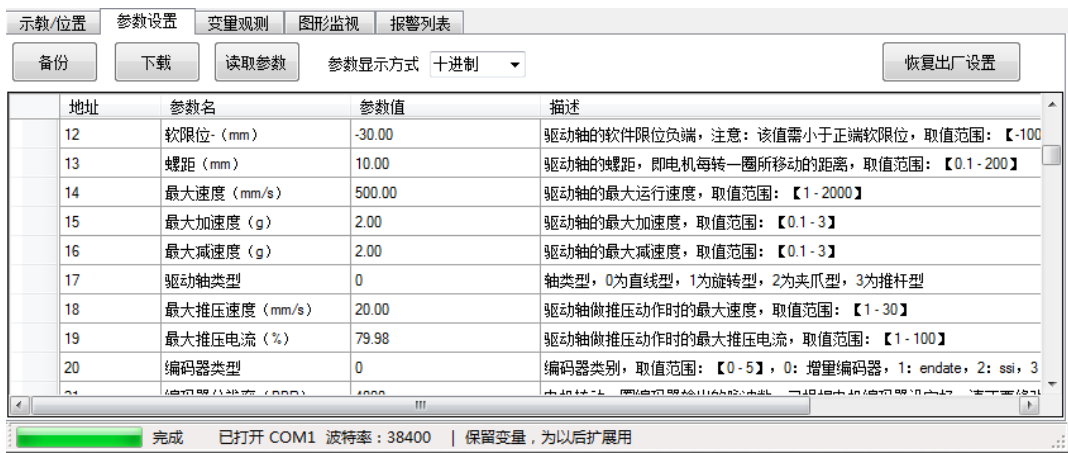 示教/位置 参数设置 变量观测 图形监视 报警列表
备份 下载 读取参数 参数显示方式 十进制 恢复出厂设置
地址 参数名 参数值 描述
12 软限位-（mm） -30.00 驱动轴的软件限位负端，注意：该值需小于正端软限位，取值范围：【-100
13 螺距（mm） 10.00 驱动轴的螺距，即电机每转一圈所移动的距离，取值范围：【0.1 - 200】
14 最大速度（mm/s） 500.00 驱动轴的最大运行速度，取值范围：【1 - 2000】
15 最大加速度（g） 2.00 驱动轴的最大加速度，取值范围：【0.1 - 3】
16 最大减速度（g） 2.00 驱动轴的最大减速度，取值范围：【0.1 - 3】
17 驱动轴类型 0 轴类型，0为直线型，1为旋转型，2为夹爪型，3为推杆型
18 最大推压速度（mm/s） 20.00 驱动轴做推压动作时的最大速度，取值范围：【1 - 30】
19 最大推压电流（%） 79.98 驱动轴做推压动作时的最大推压电流，取值范围：【1 - 100】
20 编码器类型 0 编码器类别，取值范围：【0 - 5】，0：增量编码器，1：endate，2：ssi，3
完成 已打开 COM1 波特率：38400 | 保留变量，为以后扩展用